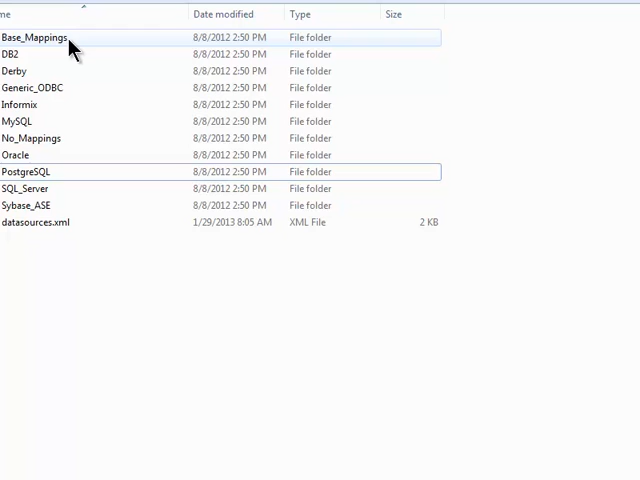 me Date modified Type Size
Base_Mappings 8/8/2012 2:50 PM File folder
DB2 8/8/2012 2:50 PM File folder
Derby 8/8/2012 2:50 PM File folder
Generic_ODBC 8/8/2012 2:50 PM File folder
Informix 8/8/2012 2:50 PM File folder
MySQL 8/8/2012 2:50 PM File folder
No_Mappings 8/8/2012 2:50 PM File folder
Oracle 8/8/2012 2:50 PM File folder
PostgreSQL 8/8/2012 2:50 PM File folder
SQL_Server 8/8/2012 2:50 PM File folder
Sybase_ASE 8/8/2012 2:50 PM File folder
datasources.xml 1/29/2013 8:05 AM XML File 2 KB